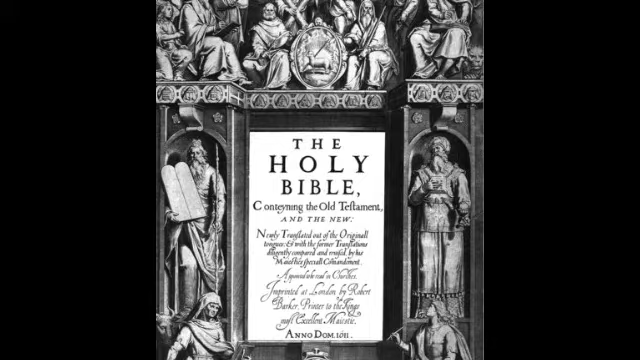 THE
HOLY
BIBLE,
Conteyning the Old Testament,
AND THE NEW:
Newly Translated out of the Originall
tongues: & with the former Translations
diligently compared and reuised, by his
Maiesties speciall Comandement.
Appointed to be read in Churches.
Imprinted at London by Robert
Barker, Printer to the Kings
most Excellent Maiestie.
ANNO DOM. 1611.